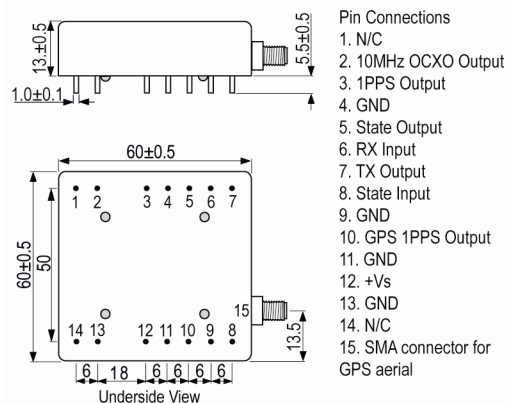 13.±0.5
5.5±0.5
1.0±0.1
60±0.5
60±0.5
50
1 2 3 4 5 6 7
15
14 13 12 11 10 9 8
13.5
6 18 6 6 6 6
Underside View
Pin Connections
1. N/C
2. 10MHz OCXO Output
3. 1PPS Output
4. GND
5. State Output
6. RX Input
7. TX Output
8. State Input
9. GND
10. GPS 1PPS Output
11. GND
12. +Vs
13. GND
14. N/C
15. SMA connector for
GPS aerial